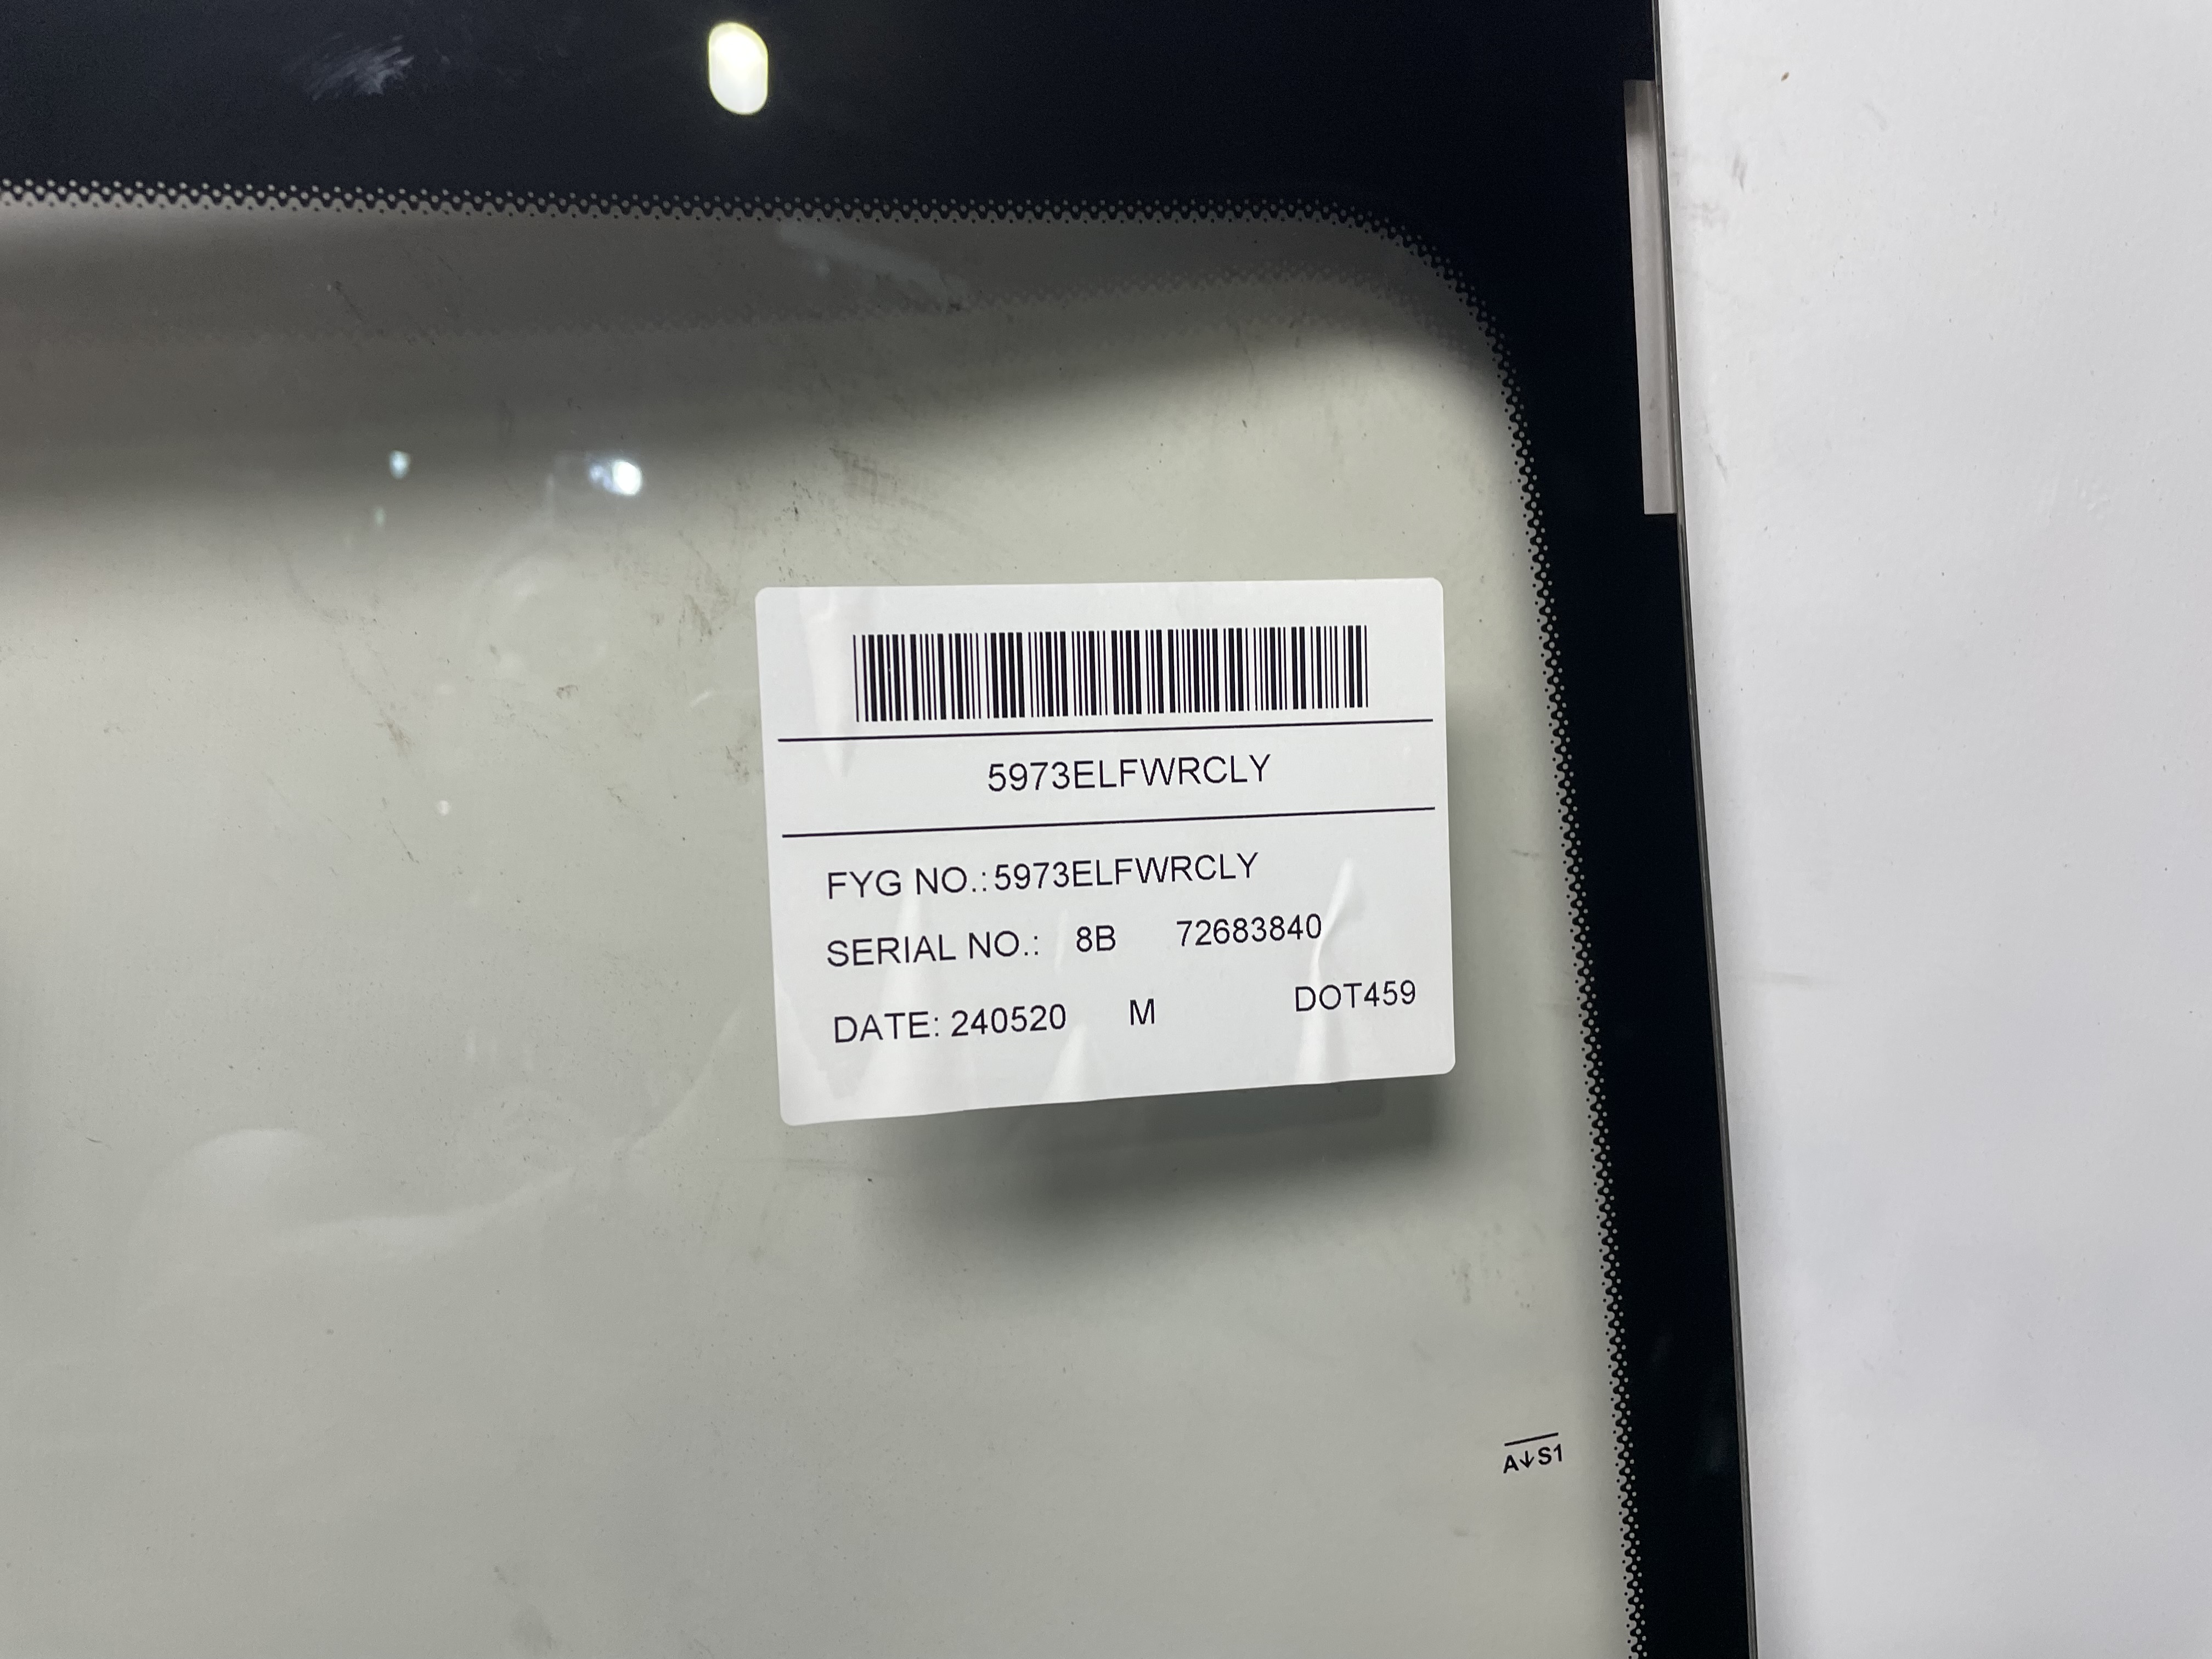 5973ELFWRCLY
FYG NO.:5973ELFWRCLY
SERIAL NO.: 8B 72683840
DATE: 240520 M DOT459
A↓S1